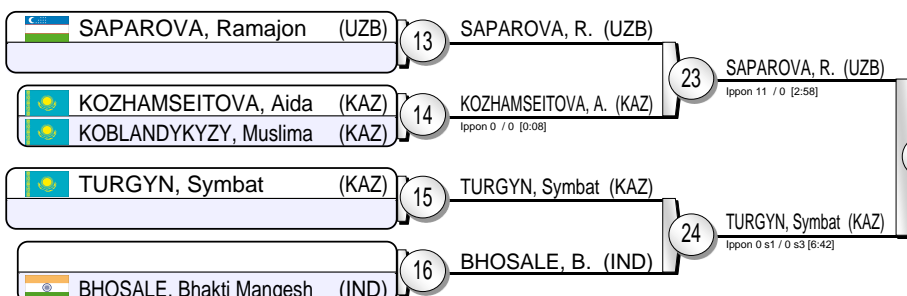 SAPAROVA, Ramajon (UZB)
13
SAPAROVA, R. (UZB)
KOZHAMSEITOVA, Aida (KAZ)
KOBLANDYKYZY, Muslima (KAZ)
14
KOZHAMSEITOVA, A. (KAZ)
Ippon 0 / 0 [0:08]
23
SAPAROVA, R. (UZB)
Ippon 11 / 0 [2:58]
TURGYN, Symbat (KAZ)
15
TURGYN, Symbat (KAZ)
BHOSALE, Bhakti Mangesh (IND)
16
BHOSALE, B. (IND)
24
TURGYN, Symbat (KAZ)
Ippon 0 s1 / 0 s3 [6:42]